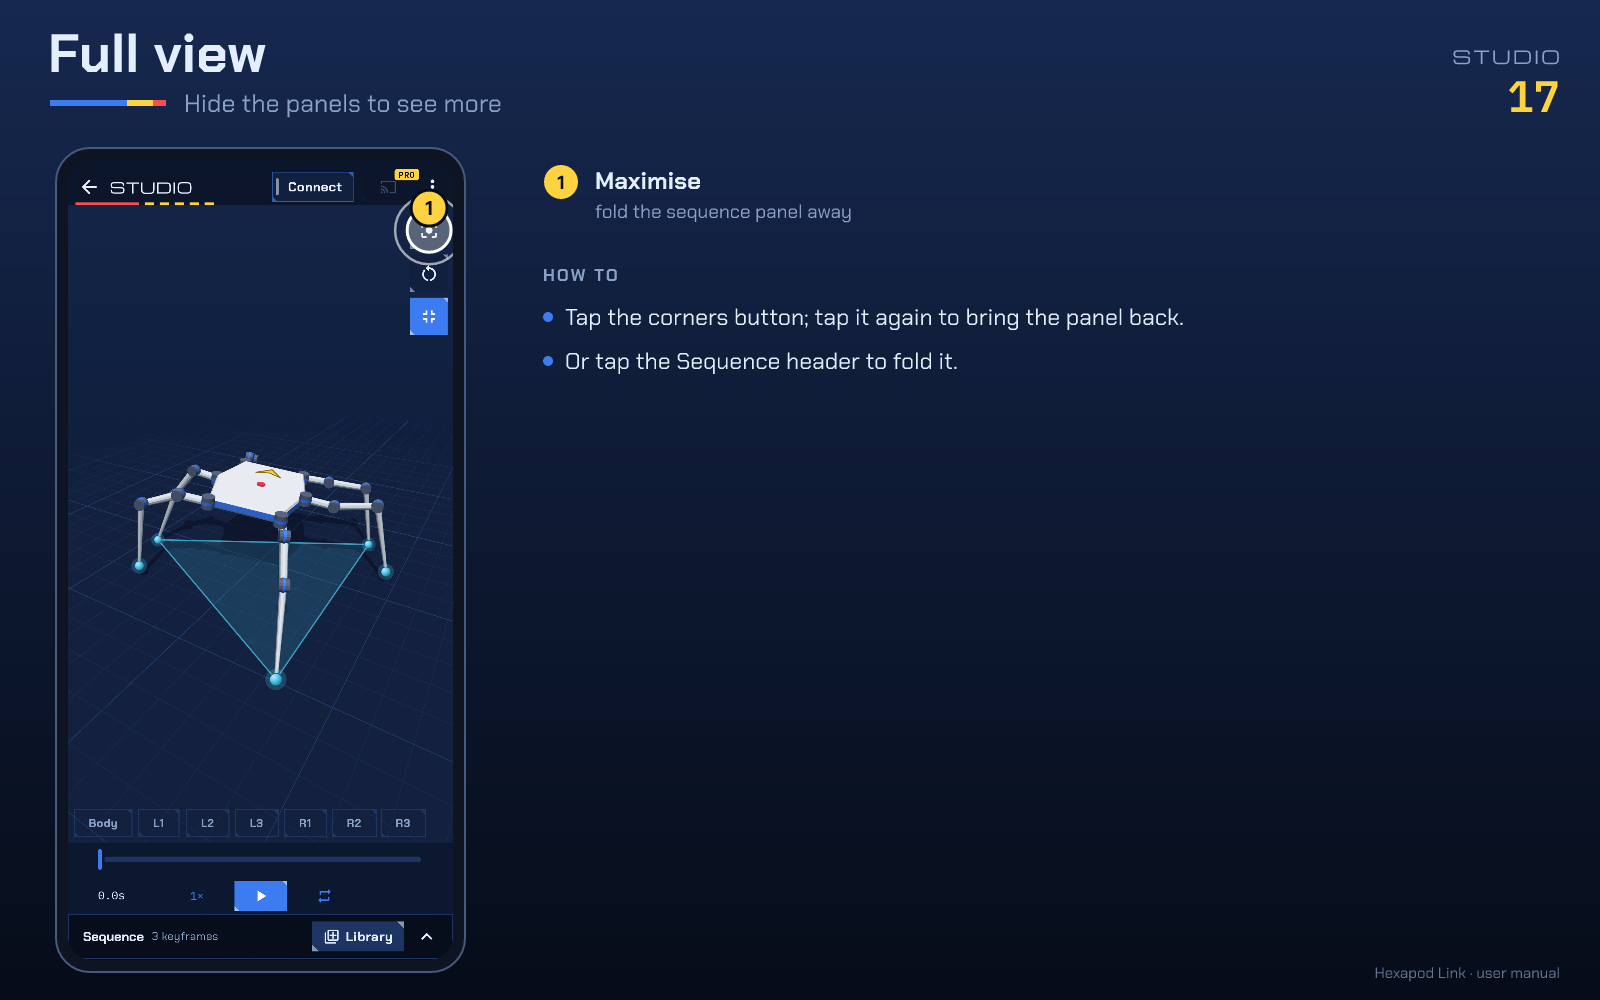 Full view
Hide the panels to see more
STUDIO
17
STUDIO
Connect
PRO
1
1
Maximise
fold the sequence panel away
HOW TO
Tap the corners button; tap it again to bring the panel back.
Or tap the Sequence header to fold it.
Body L1 L2 L3 R1 R2 R3
0.0s 1×
Sequence 3 keyframes Library
Hexapod Link · user manual